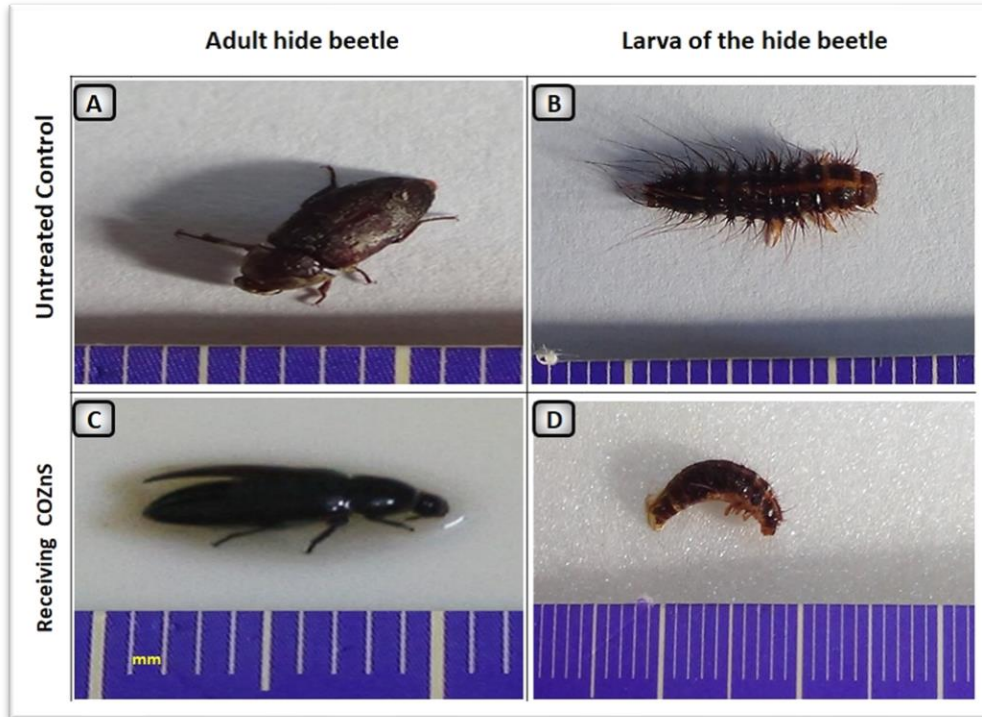 Adult hide beetle
Larva of the hide beetle
Untreated Control
A
B
Receiving COZnS
C
D
mm